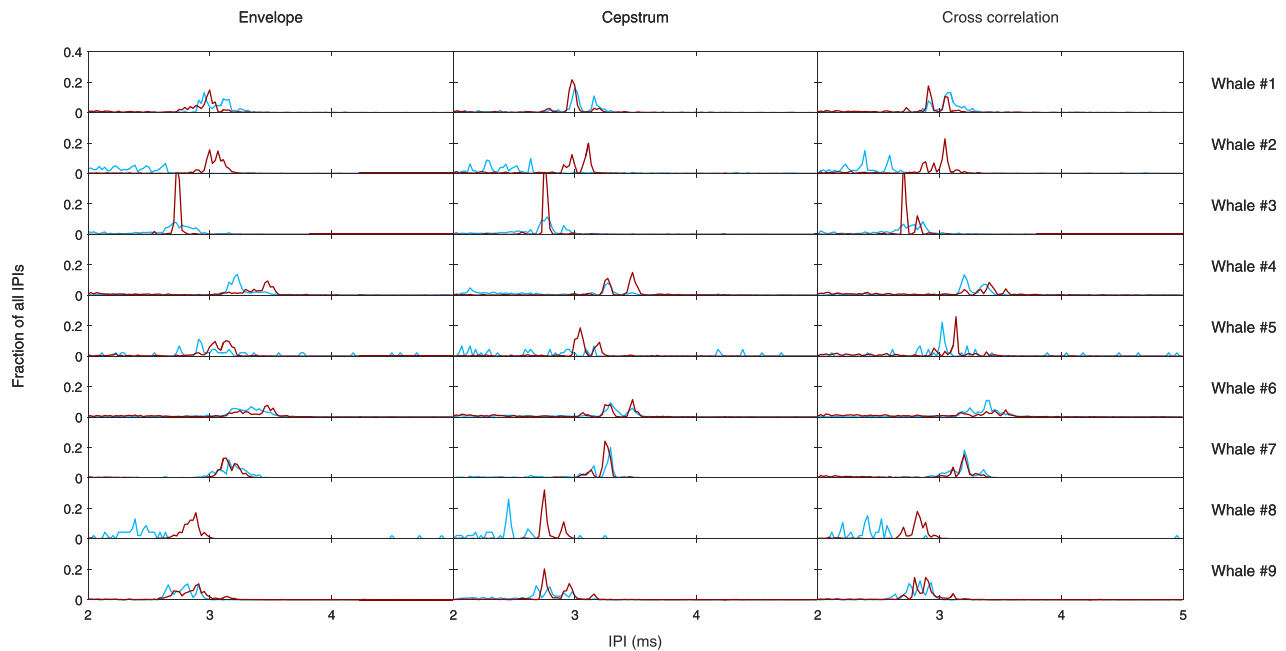 Envelope Cepstrum Cross correlation
0.4
0.2
0
Whale #1
0.2
0
Whale #2
0.2
0
Whale #3
0.2
0
Whale #4
0.2
0
Whale #5
0.2
0
Whale #6
0.2
0
Whale #7
0.2
0
Whale #8
0.2
0
Whale #9
Fraction of all IPIs
2 3 4 2 3 4 2 3 4 5
IPI (ms)